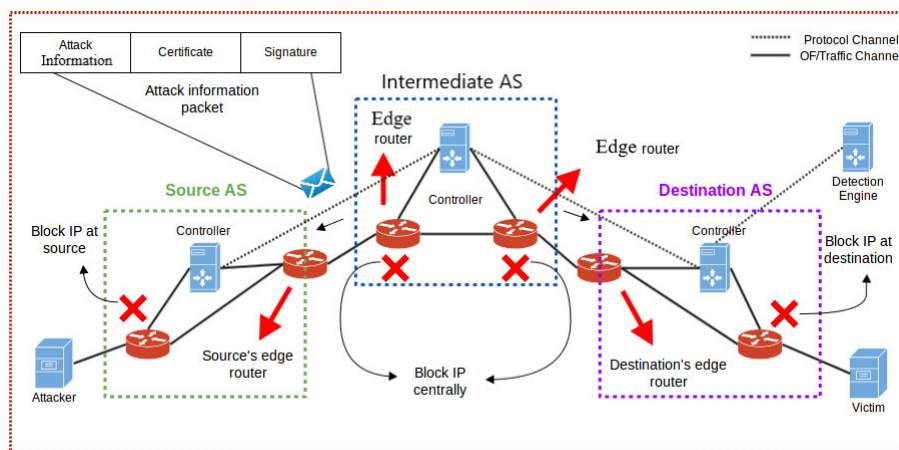 Attack
Information
Certificate
Signature
Attack information
packet
Protocol Channel
OF/Traffic Channel
Intermediate AS
Edge
router
Edge router
Controller
Detection
Engine
Source AS
Destination AS
Block IP at
source
Controller
Controller
Block IP at
destination
Source's edge
router
Block IP
centrally
Destination's edge
router
Attacker
Victim